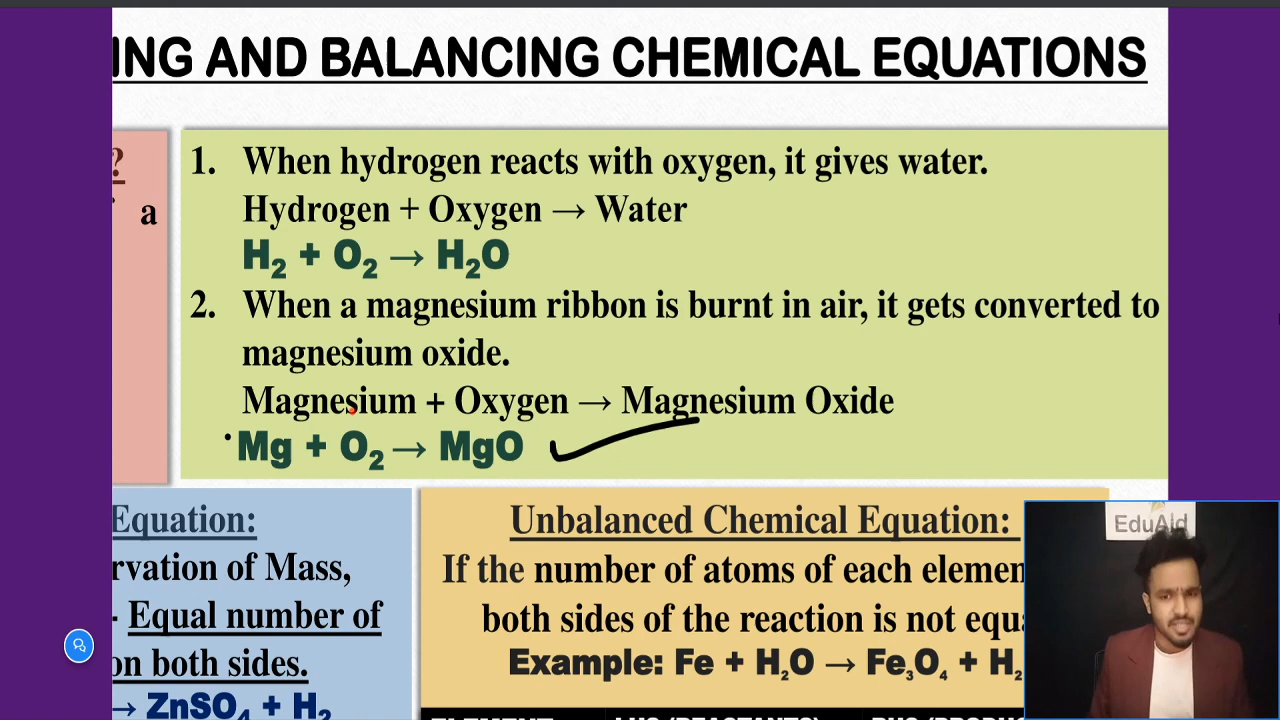 ING AND BALANCING CHEMICAL EQUATIONS
?
a
1. When hydrogen reacts with oxygen, it gives water.
Hydrogen + Oxygen → Water
H₂ + O₂ → H₂O
2. When a magnesium ribbon is burnt in air, it gets converted to
magnesium oxide.
Magnesium + Oxygen → Magnesium Oxide
Mg + O₂ → MgO
Equation:
rvation of Mass,
- Equal number of
on both sides.
→ ZnSO₄ + H₂
Unbalanced Chemical Equation:
If the number of atoms of each elemen
both sides of the reaction is not equa
Example: Fe + H₂O → Fe₃O₄ + H₂
EduAid